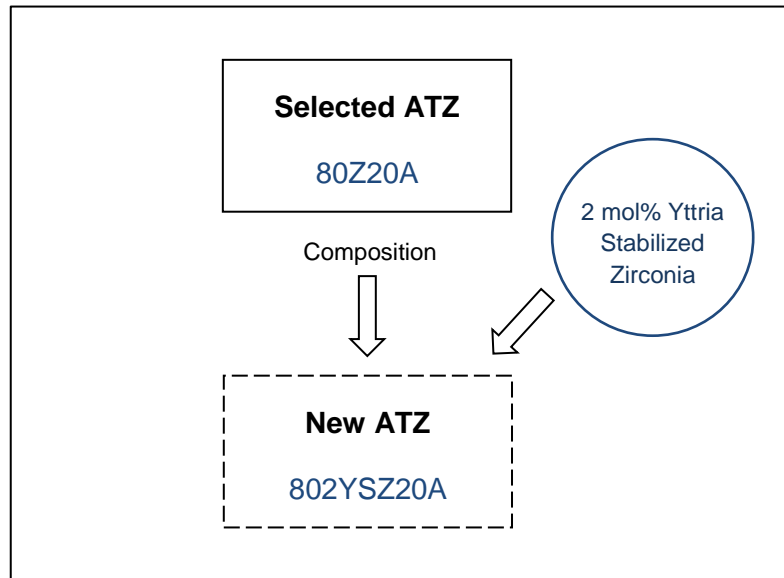 Selected ATZ
80Z20A
2 mol% Yttria
Stabilized
Zirconia
Composition
New ATZ
802YSZ20A